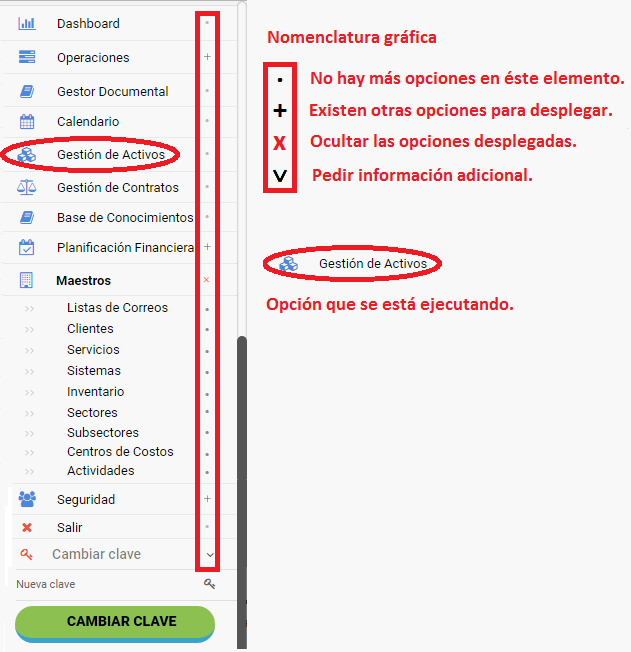 Dashboard
Operaciones +
Gestor Documental
Calendario
Gestión de Activos
Gestión de Contratos
Base de Conocimientos
Planificación Financiera +
Maestros ×
Listas de Correos
Clientes
Servicios
Sistemas
Inventario
Sectores
Subsectores
Centros de Costos
Actividades
Seguridad +
Salir
Cambiar clave
Nueva clave
CAMBIAR CLAVE
Nomenclatura gráfica
· No hay más opciones en éste elemento.
+ Existen otras opciones para desplegar.
X Ocultar las opciones desplegadas.
v Pedir información adicional.
Gestión de Activos
Opción que se está ejecutando.